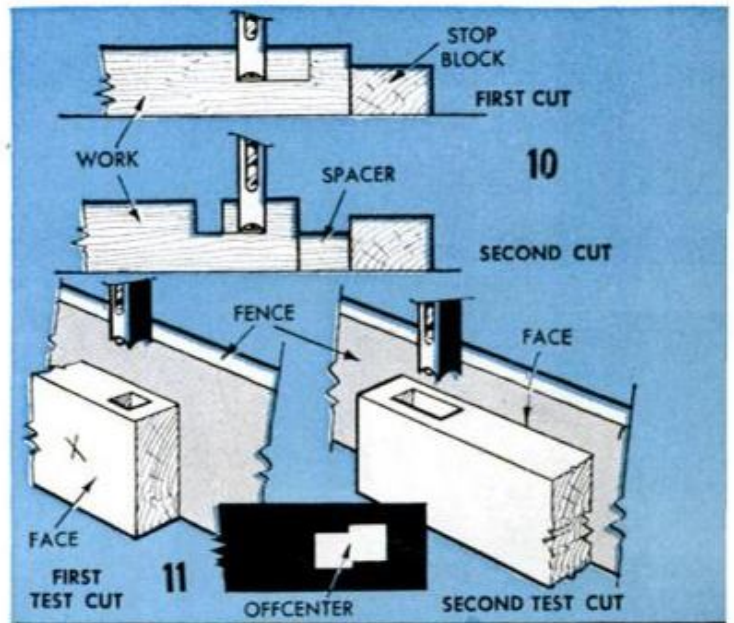 STOP
BLOCK
FIRST CUT
WORK
10
SPACER
SECOND CUT
FENCE
FACE
X
FACE
FIRST
TEST CUT
11
OFFCENTER
SECOND TEST CUT